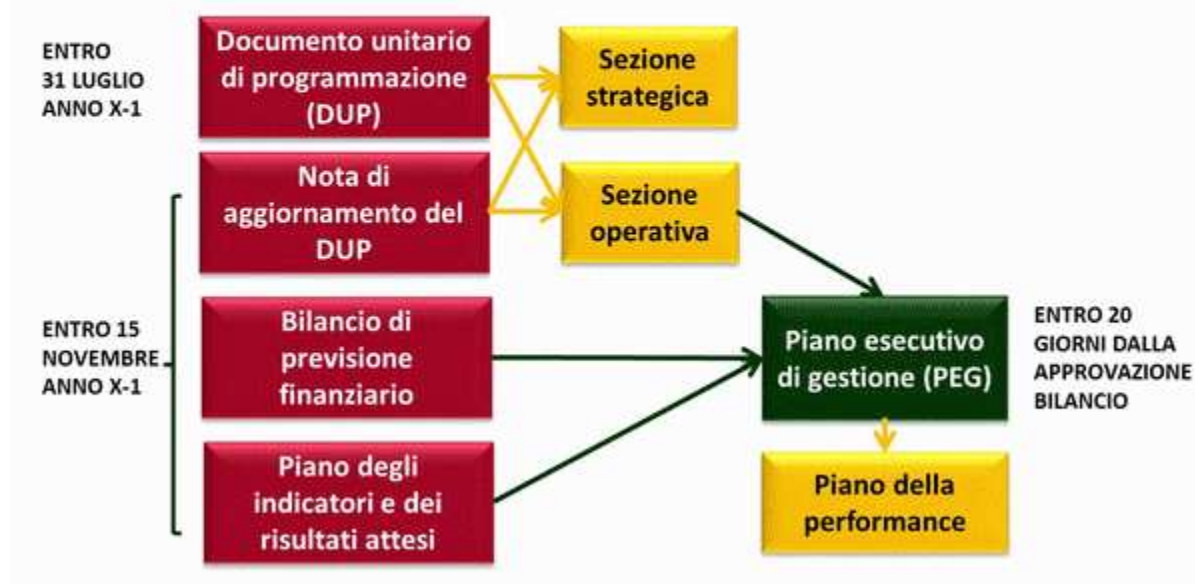 ENTRO
31 LUGLIO
ANNO X-1
Documento unitario
di programmazione
(DUP)
Sezione
strategica
Nota di
aggiornamento del
DUP
Sezione
operativa
ENTRO 15
NOVEMBRE
ANNO X-1
Bilancio di
previsione
finanziario
Piano esecutivo
di gestione (PEG)
ENTRO 20
GIORNI DALLA
APPROVAZIONE
BILANCIO
Piano degli
indicatori e dei
risultati attesi
Piano della
performance